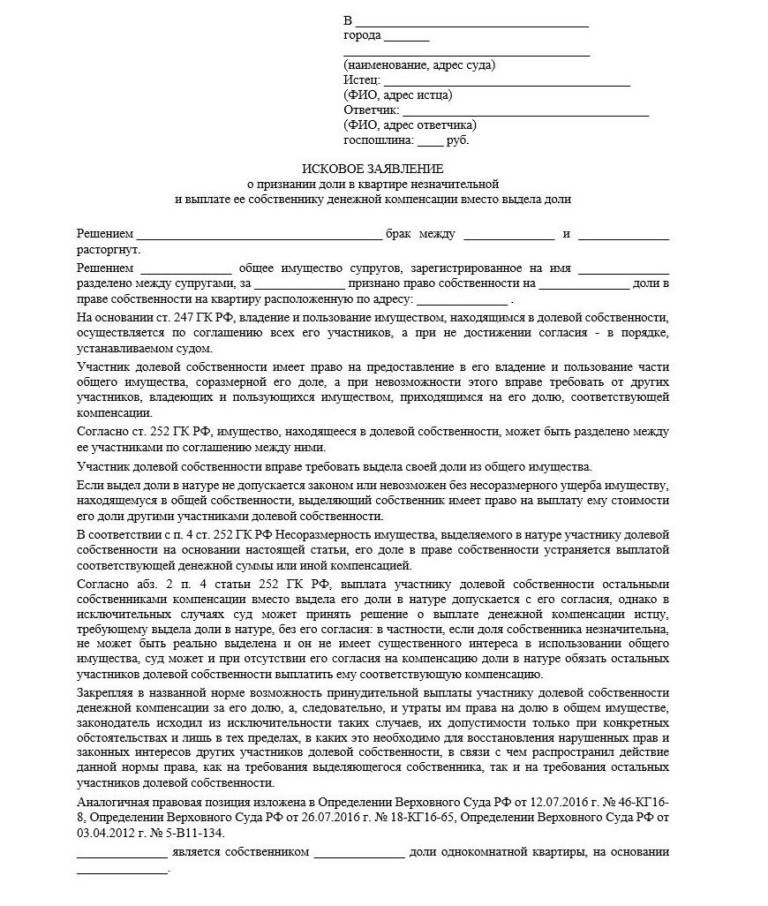 В ____________________________________
города _______
______________________________________
(наименование, адрес суда)
Истец: ______________________________________
(ФИО, адрес истца)
Ответчик: ______________________________________
(ФИО, адрес ответчика)
госпошлина: ____ руб.
ИСКОВОЕ ЗАЯВЛЕНИЕ
о признании доли в квартире незначительной
и выплате ее собственнику денежной компенсации вместо выдела доли
Решением ______________________________________ брак между ______________ и ______________
расторгнут.
Решением ______________ общее имущество супругов, зарегистрированное на имя ______________
разделено между супругами, за ______________ признано право собственности на ______________ доли в
праве собственности на квартиру расположенную по адресу: ______________ .
На основании ст. 247 ГК РФ, владение и пользование имуществом, находящимся в долевой собственности,
осуществляется по соглашению всех его участников, а при не достижении согласия - в порядке,
устанавливаемом судом.
Участник долевой собственности имеет право на предоставление в его владение и пользование части
общего имущества, соразмерной его доле, а при невозможности этого вправе требовать от других
участников, владеющих и пользующихся имуществом, приходящимся на его долю, соответствующей
компенсации.
Согласно ст. 252 ГК РФ, имущество, находящееся в долевой собственности, может быть разделено между
ее участниками по соглашению между ними.
Участник долевой собственности вправе требовать выдела своей доли из общего имущества.
Если выдел доли в натуре не допускается законом или невозможен без несоразмерного ущерба имуществу,
находящемуся в общей собственности, выделяющий собственник имеет право на выплату ему стоимости
его доли другими участниками долевой собственности.
В соответствии с п. 4 ст. 252 ГК РФ Несоразмерность имущества, выделяемого в натуре участнику долевой
собственности на основании настоящей статьи, его доле в праве собственности устраняется выплатой
соответствующей денежной суммы или иной компенсацией.
Согласно абз. 2 п. 4 статьи 252 ГК РФ, выплата участнику долевой собственности остальными
собственниками компенсации вместо выдела его доли в натуре допускается с его согласия, однако в
исключительных случаях суд может принять решение о выплате денежной компенсации истцу,
требующему выдела доли в натуре, без его согласия: в частности, если доля собственника незначительна,
не может быть реально выделена и он не имеет существенного интереса в использовании общего
имущества, суд может и при отсутствии его согласия на компенсацию доли в натуре обязать остальных
участников долевой собственности выплатить ему соответствующую компенсацию.
Закрепляя в названной норме возможность принудительной выплаты участнику долевой собственности
денежной компенсации за его долю, а, следовательно, и утраты им права на долю в общем имуществе,
законодатель исходил из исключительности таких случаев, их допустимости только при конкретных
обстоятельствах и лишь в тех пределах, в каких это необходимо для восстановления нарушенных прав и
законных интересов других участников долевой собственности, в связи с чем распространил действие
данной нормы права, как на требования выделяющегося собственника, так и на требования остальных
участников долевой собственности.
Аналогичная правовая позиция изложена в Определении Верховного Суда РФ от 12.07.2016 г. № 46-КГ16-
8, Определении Верховного Суда РФ от 26.07.2016 г. № 18-КГ16-65, Определении Верховного Суда РФ от
03.04.2012 г. № 5-В11-134.
______________ является собственником ______________ доли однокомнатной квартиры, на основании
______________.